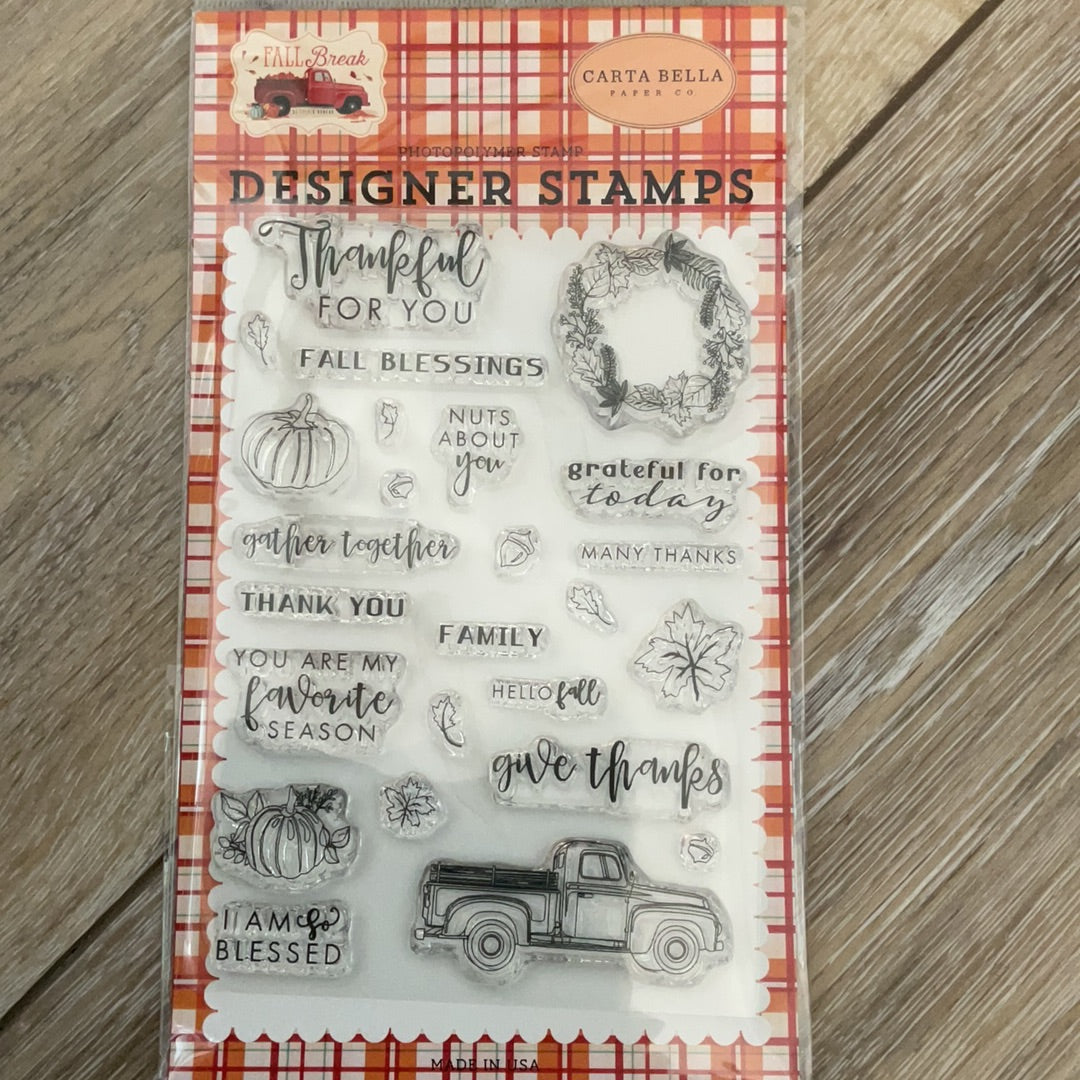 FALL Break
CARTA BELLA
PAPER CO
PHOTOPOLYMER STAMP
DESIGNER STAMPS
Thankful
FOR YOU
FALL BLESSINGS
NUTS
ABOUT
you
grateful for
today
gather together
MANY THANKS
THANK YOU
FAMILY
YOU ARE MY
favorite
SEASON
HELLO fall
give thanks
I AM so
BLESSED
MADE IN USA